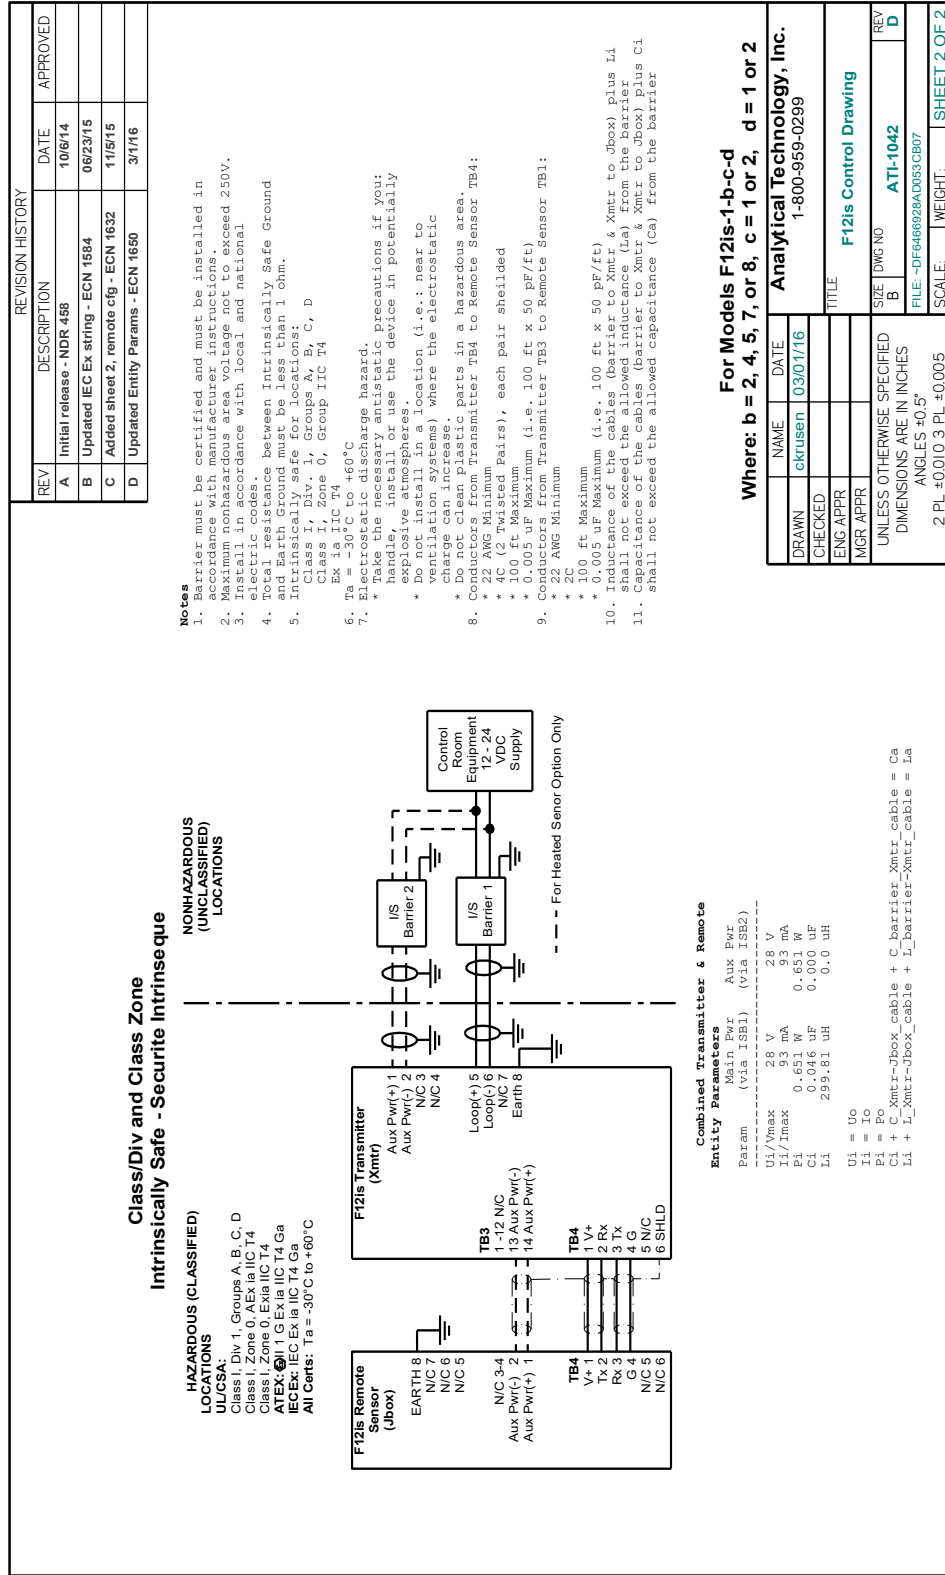 REVISION HISTORY
REV DESCRIPTION DATE APPROVED
A Initial release - NDR 458 10/6/14
B Updated IEC Ex string - ECN 1584 06/23/15
C Added sheet 2, remote cfg - ECN 1632 11/5/15
D Updated Entity Params - ECN 1650 3/1/16
Class/Div and Class Zone
Intrinsically Safe - Securite Intrinseque
HAZARDOUS (CLASSIFIED)
LOCATIONS
UL/CSA:
Class I, Div 1, Groups A, B, C, D
Class I, Zone 0, AEx ia IIC T4
Class I, Zone 0, Exia IIC T4
ATEX: II 1 G Ex ia IIC T4 Ga
IECEx: IEC Ex ia IIC T4 Ga
All Certs: Ta = -30°C to +60°C
NONHAZARDOUS
(UNCLASSIFIED)
LOCATIONS
F12is Remote
Sensor
(Jbox)
EARTH 8
N/C 7
N/C 6
N/C 5
N/C 3-4
Aux Pwr(-) 2
Aux Pwr(+) 1
TB4
V+ 1
Tx 2
Rx 3
G 4
N/C 5
N/C 6
F12is Transmitter
(Xmtr)
Aux Pwr(+) 1
Aux Pwr(-) 2
N/C 3
N/C 4
Loop(+) 5
Loop(-) 6
N/C 7
Earth 8
TB3
1 -12 N/C
13 Aux Pwr(-)
14 Aux Pwr(+)
TB4
1 V+
2 Rx
3 Tx
4 G
5 N/C
6 SHLD
I/S
Barrier 2
I/S
Barrier 1
Control
Room
Equipment
12 - 24
VDC
Supply
For Heated Senor Option Only
Combined Transmitter & Remote
Entity Parameters
Main Pwr Aux Pwr
Param (via ISB1) (via ISB2)
Ui/Vmax 28 V 28 V
Ii/Imax 93 mA 93 mA
Pi 0.651 W 0.651 W
Ci 0.046 uF 0.000 uF
Li 299.81 uH 0.0 uH
Ui = Uo
Ii = Io
Pi = Po
Ci + C_Xmtr-Jbox_cable + C_barrier_Xmtr_cable = Ca
Li + L_Xmtr-Jbox_cable + L_barrier-Xmtr_cable = La
Notes
1. Barrier must be certified and must be installed in
accordance with manufacturer instructions.
2. Maximum nonhazardous area voltage not to exceed 250V.
3. Install in accordance with local and national
electric codes.
4. Total resistance between Intrinsically Safe Ground
and Earth Ground must be less than 1 ohm.
5. Intrinsically safe for locations:
Class I, Div. 1, Groups A, B, C, D
Class I, zone 0, Group IIC T4
Ex ia IIC T4
6. Ta = -30°C to +60°C
7. Electrostatic discharge hazard.
* Take the necessary antistatic precautions if you:
handle, install or use the device in potentially
explosive atmospheres.
* Do not install in a location (i.e.: near to
ventilation systems) where the electrostatic
charge can increase.
* Do not clean plastic parts in a hazardous area.
8. Conductors from Transmitter TB4 to Remote Sensor TB4:
* 22 AWG Minimum
* 4C (2 Twisted Pairs), each pair sheilded
* 100 ft Maximum
* 0.005 uF Maximum (i.e. 100 ft x 50 pF/ft)
9. Conductors from Transmitter TB3 to Remote Sensor TB1:
* 22 AWG Minimum
* 2C
* 100 ft Maximum
* 0.005 uF Maximum (i.e. 100 ft x 50 pF/ft)
10. Inductance of the cables (barrier to Xmtr & Xmtr to Jbox) plus Li
shall not exceed the allowed inductance (La) from the barrier
11. Capacitance of the cables (barrier to Xmtr & Xmtr to Jbox) plus Ci
shall not exceed the allowed capacitance (Ca) from the barrier
For Models F12is-1-b-c-d
Where: b = 2, 4, 5, 7, or 8, c = 1 or 2, d = 1 or 2
NAME DATE
DRAWN ckrusen 03/01/16
CHECKED
ENG APPR
MGR APPR
UNLESS OTHERWISE SPECIFIED
DIMENSIONS ARE IN INCHES
ANGLES ±0.5°
2 PL ±0.010 3 PL ±0.005
Analytical Technology, Inc.
1-800-959-0299
TITLE
F12is Control Drawing
SIZE B
DWG NO ATI-1042
REV D
FILE: ~DF6466928AD053CB07
SCALE: WEIGHT: SHEET 2 OF 2